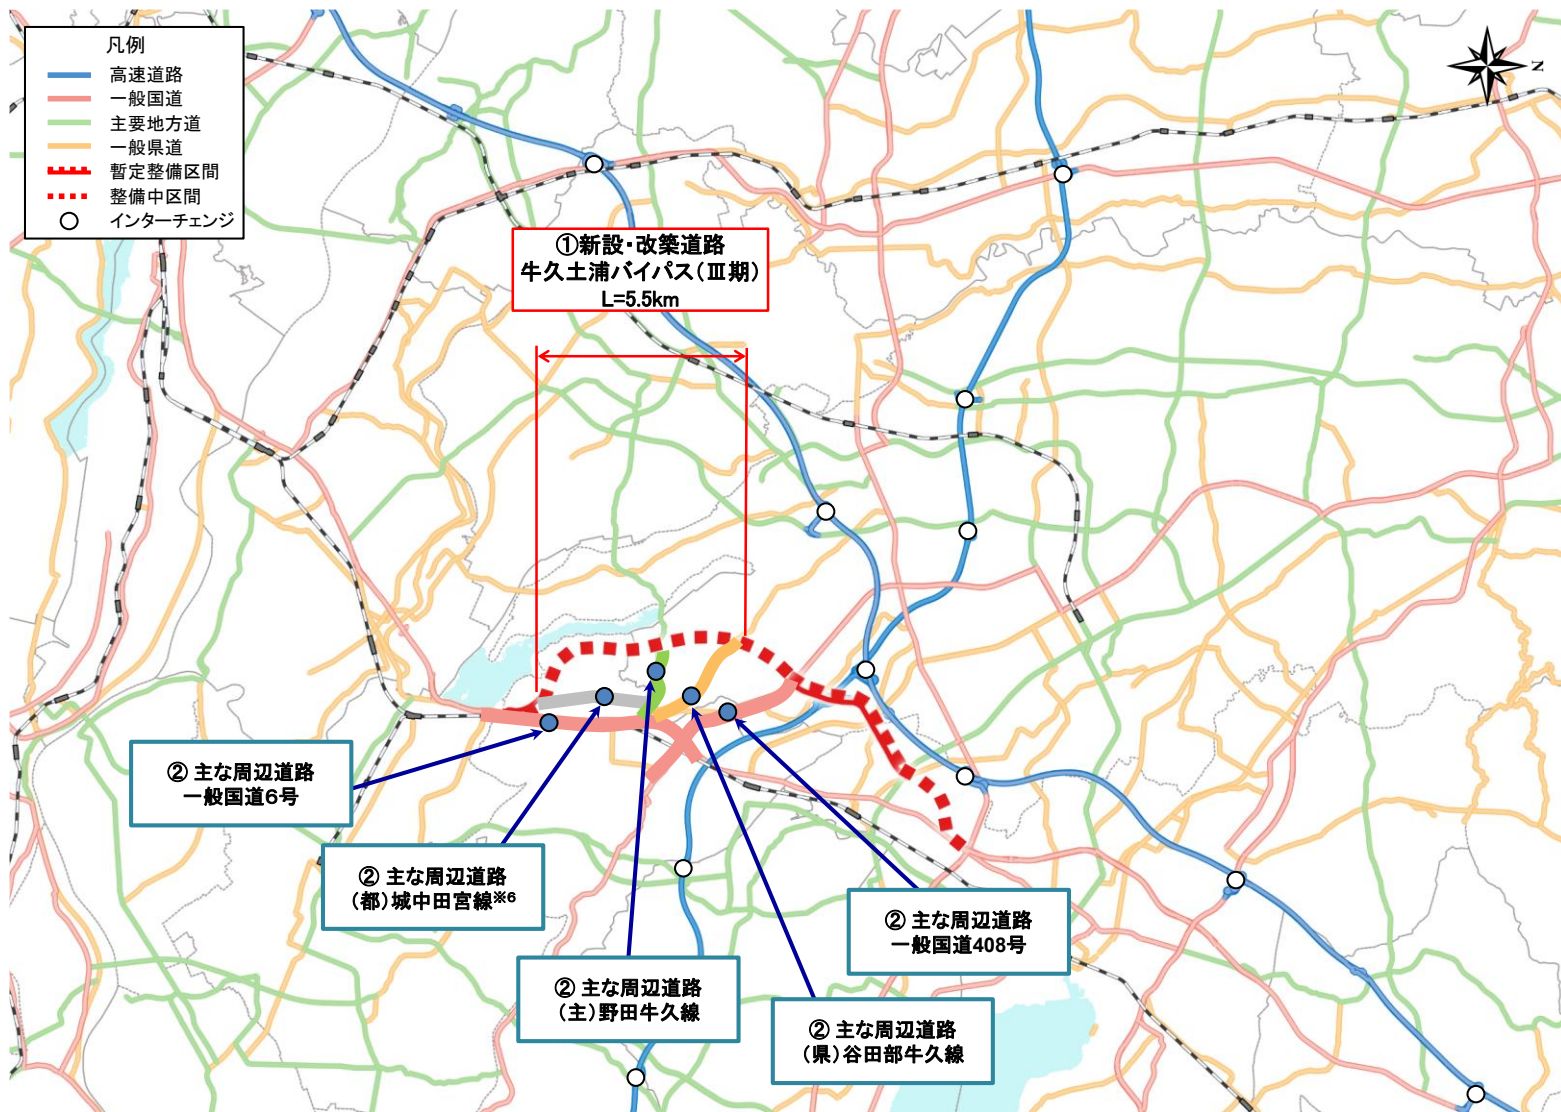 凡例
高速道路
一般国道
主要地方道
一般県道
暫定整備区間
整備中区間
インターチェンジ
N
①新設・改築道路
牛久土浦バイパス(Ⅲ期)
L=5.5km
② 主な周辺道路
一般国道6号
② 主な周辺道路
(都)城中田宮線※6
② 主な周辺道路
一般国道408号
② 主な周辺道路
(主)野田牛久線
② 主な周辺道路
(県)谷田部牛久線